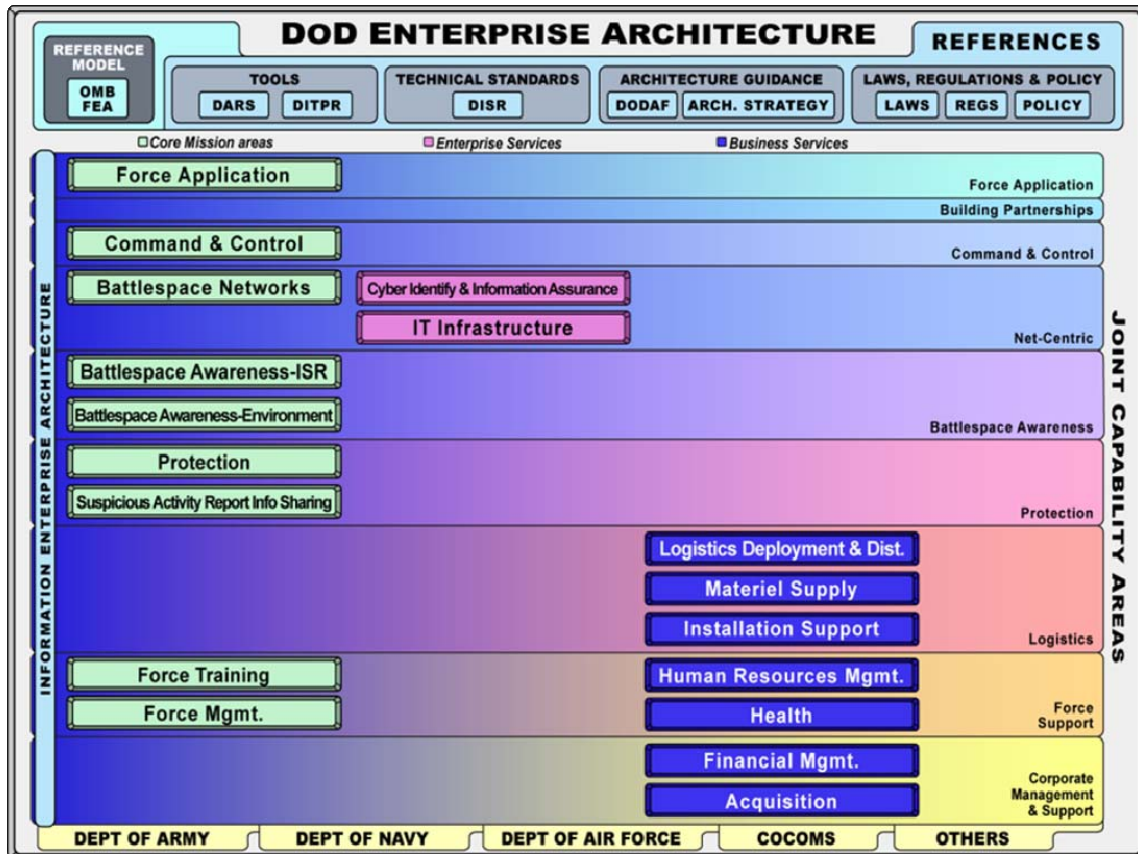 DOD ENTERPRISE ARCHITECTURE
REFERENCES
REFERENCE
MODEL
OMB
FEA
TOOLS
DARS DITPR
TECHNICAL STANDARDS
DISR
ARCHITECTURE GUIDANCE
DODAF ARCH. STRATEGY
LAWS, REGULATIONS & POLICY
LAWS REGS POLICY
Core Mission areas Enterprise Services Business Services
INFORMATION ENTERPRISE ARCHITECTURE
Force Application
Force Application
Building Partnerships
Command & Control
Command & Control
Battlespace Networks
Cyber Identify & Information Assurance
IT Infrastructure
Net-Centric
Battlespace Awareness-ISR
Battlespace Awareness-Environment
Battlespace Awareness
Protection
Suspicious Activity Report Info Sharing
Protection
Logistics Deployment & Dist.
Materiel Supply
Installation Support
Logistics
Force Training
Human Resources Mgmt.
Force Mgmt.
Health
Force
Support
Financial Mgmt.
Acquisition
Corporate
Management
& Support
JOINT CAPABILITY AREAS
DEPT OF ARMY DEPT OF NAVY DEPT OF AIR FORCE COCOMS OTHERS